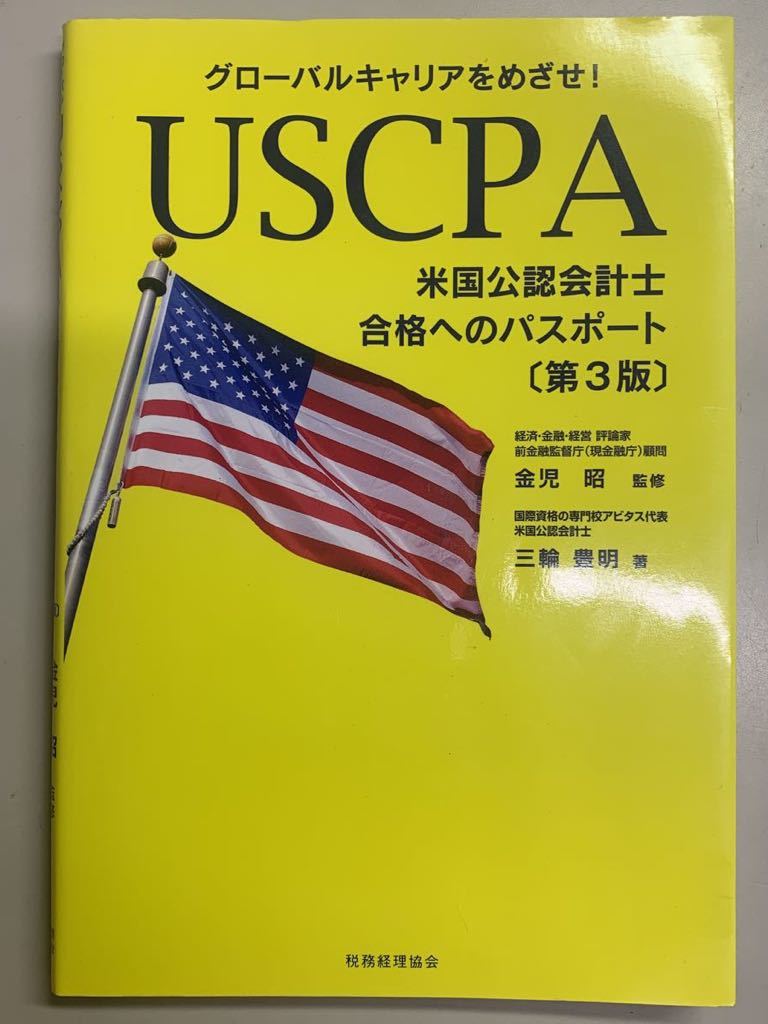 グローバルキャリアをめざせ!
USCPA
米国公認会計士
合格へのパスポート
〔第3版〕
経済・金融・経営 評論家
前金融監督庁(現金融庁)顧問
金児 昭 監修
国際資格の専門校アビタス代表
米国公認会計士
三輪 豊明 著
税務経理協会